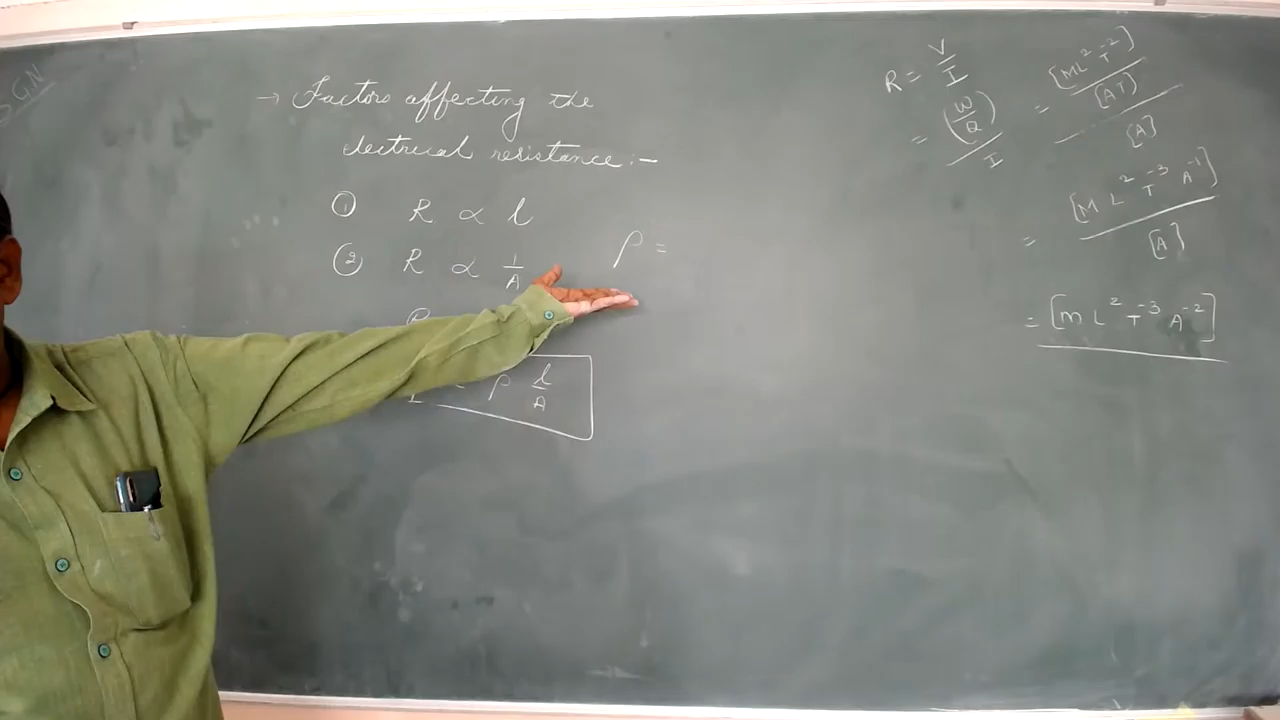 S.G.N
→ Factors affecting the
electrical resistance :-
① R ∝ l
② R ∝ 1/A
ρ l/A
ρ =
R = V/I
= (W/Q)/I
= [ML²T⁻²]/[AT]/[A]
= [M L² T⁻³ A⁻¹]/[A]
= [M L² T⁻³ A⁻²]